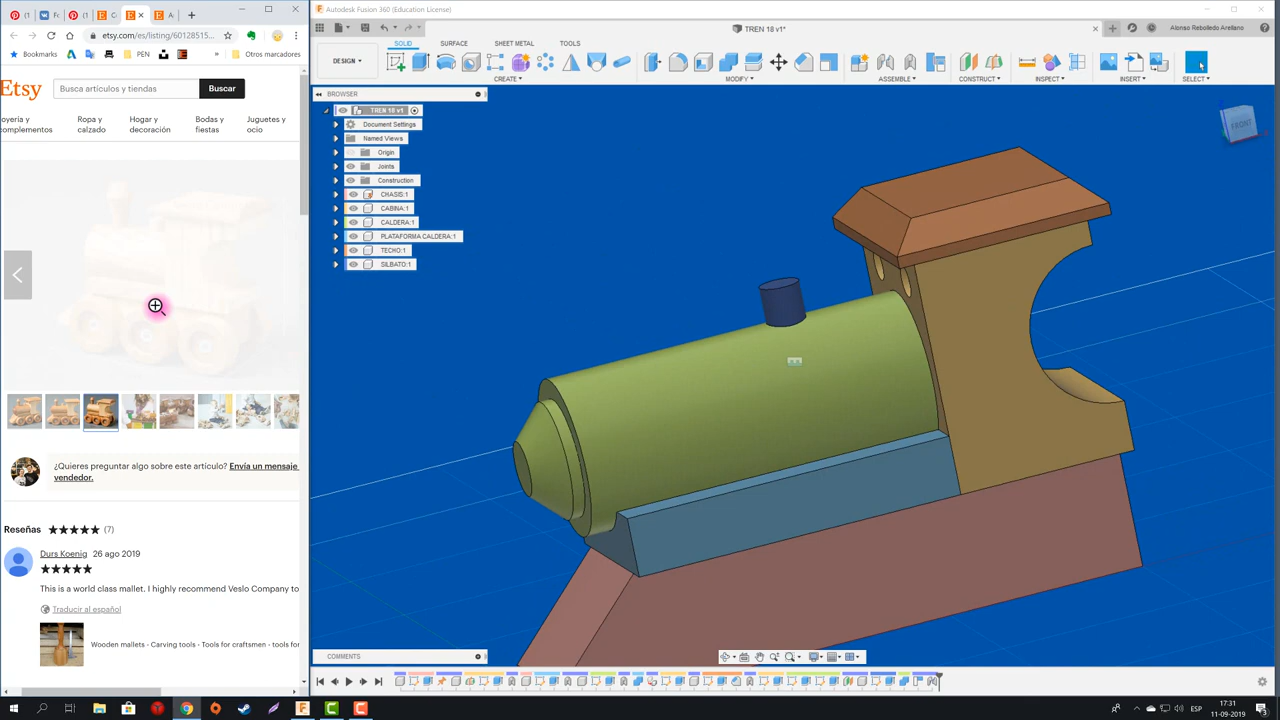 Autodesk Fusion 360 (Education License)
etsy.com/es/listing/60128515...
TREN 18 v1*
Alonso Rebolledo Arellano
Bookmarks
PEN
Otros marcadores
SOLID
SURFACE
SHEET METAL
TOOLS
DESIGN
CREATE
MODIFY
ASSEMBLE
CONSTRUCT
INSPECT
INSERT
SELECT
Etsy
Busca artículos y tiendas
Buscar
oyería y
complementos
Ropa y
calzado
Hogar y
decoración
Bodas y
fiestas
Juguetes y
ocio
BROWSER
TREN 18 v1
Document Settings
Named Views
Origin
Joints
Construction
CHASIS:1
CABINA:1
CALDERA:1
PLATAFORMA CALDERA:1
TECHO:1
SILBATO:1
FRONT
¿Quieres preguntar algo sobre este artículo? Envía un mensaje
vendedor.
Reseñas
(7)
Durs Koenig 26 ago 2019
This is a world class mallet. I highly recommend Veslo Company to
Traducir al español
Wooden mallets - Carving tools - Tools for craftsmen - tools for
COMMENTS
ESP
17:31
11-09-2019